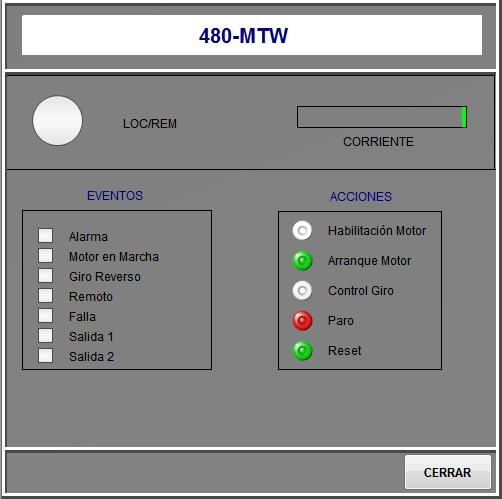 480-MTW
LOC/REM
CORRIENTE
EVENTOS
Alarma
Motor en Marcha
Giro Reverso
Remoto
Falla
Salida 1
Salida 2
ACCIONES
Habilitación Motor
Arranque Motor
Control Giro
Paro
Reset
CERRAR